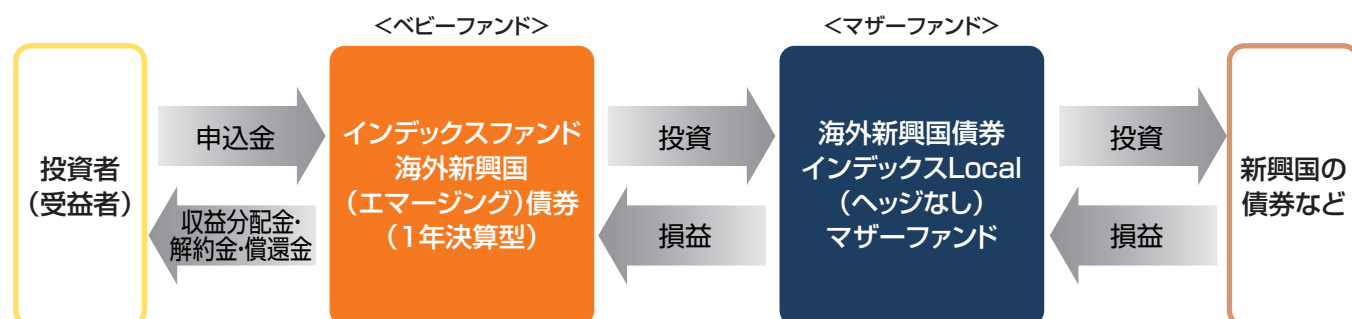 <ベビーファンド>
<マザーファンド>
投資者
(受益者)
申込金
収益分配金・
解約金・償還金
インデックスファンド
海外新興国
(エマージング)債券
(1年決算型)
投資
損益
海外新興国債券
インデックスLocal
(ヘッジなし)
マザーファンド
投資
損益
新興国の
債券など